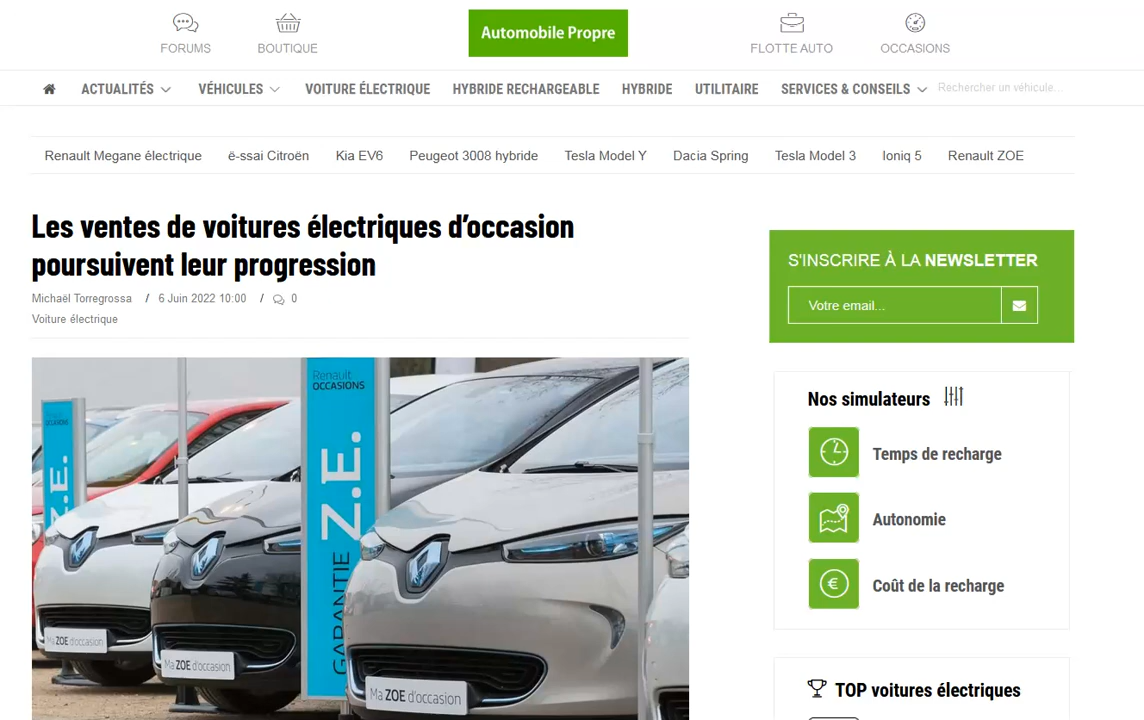 FORUMS
BOUTIQUE
Automobile Propre
FLOTTE AUTO
OCCASIONS
ACTUALITÉS
VÉHICULES
VOITURE ÉLECTRIQUE
HYBRIDE RECHARGEABLE
HYBRIDE
UTILITAIRE
SERVICES & CONSEILS
Rechercher un véhicule...
Renault Megane électrique
ë-ssai Citroën
Kia EV6
Peugeot 3008 hybride
Tesla Model Y
Dacia Spring
Tesla Model 3
Ioniq 5
Renault ZOE
Les ventes de voitures électriques d'occasion
poursuivent leur progression
Michaël Torregrossa / 6 Juin 2022 10:00 / 0
Voiture électrique
Renault
OCCASIONS
Z.E.
GARANTIE Z.E.
Ma ZOE d'occasion
Ma ZOE d'occasion
Ma ZOE d'occasion
S'INSCRIRE À LA NEWSLETTER
Votre email...
Nos simulateurs
Temps de recharge
Autonomie
€
Coût de la recharge
TOP voitures électriques